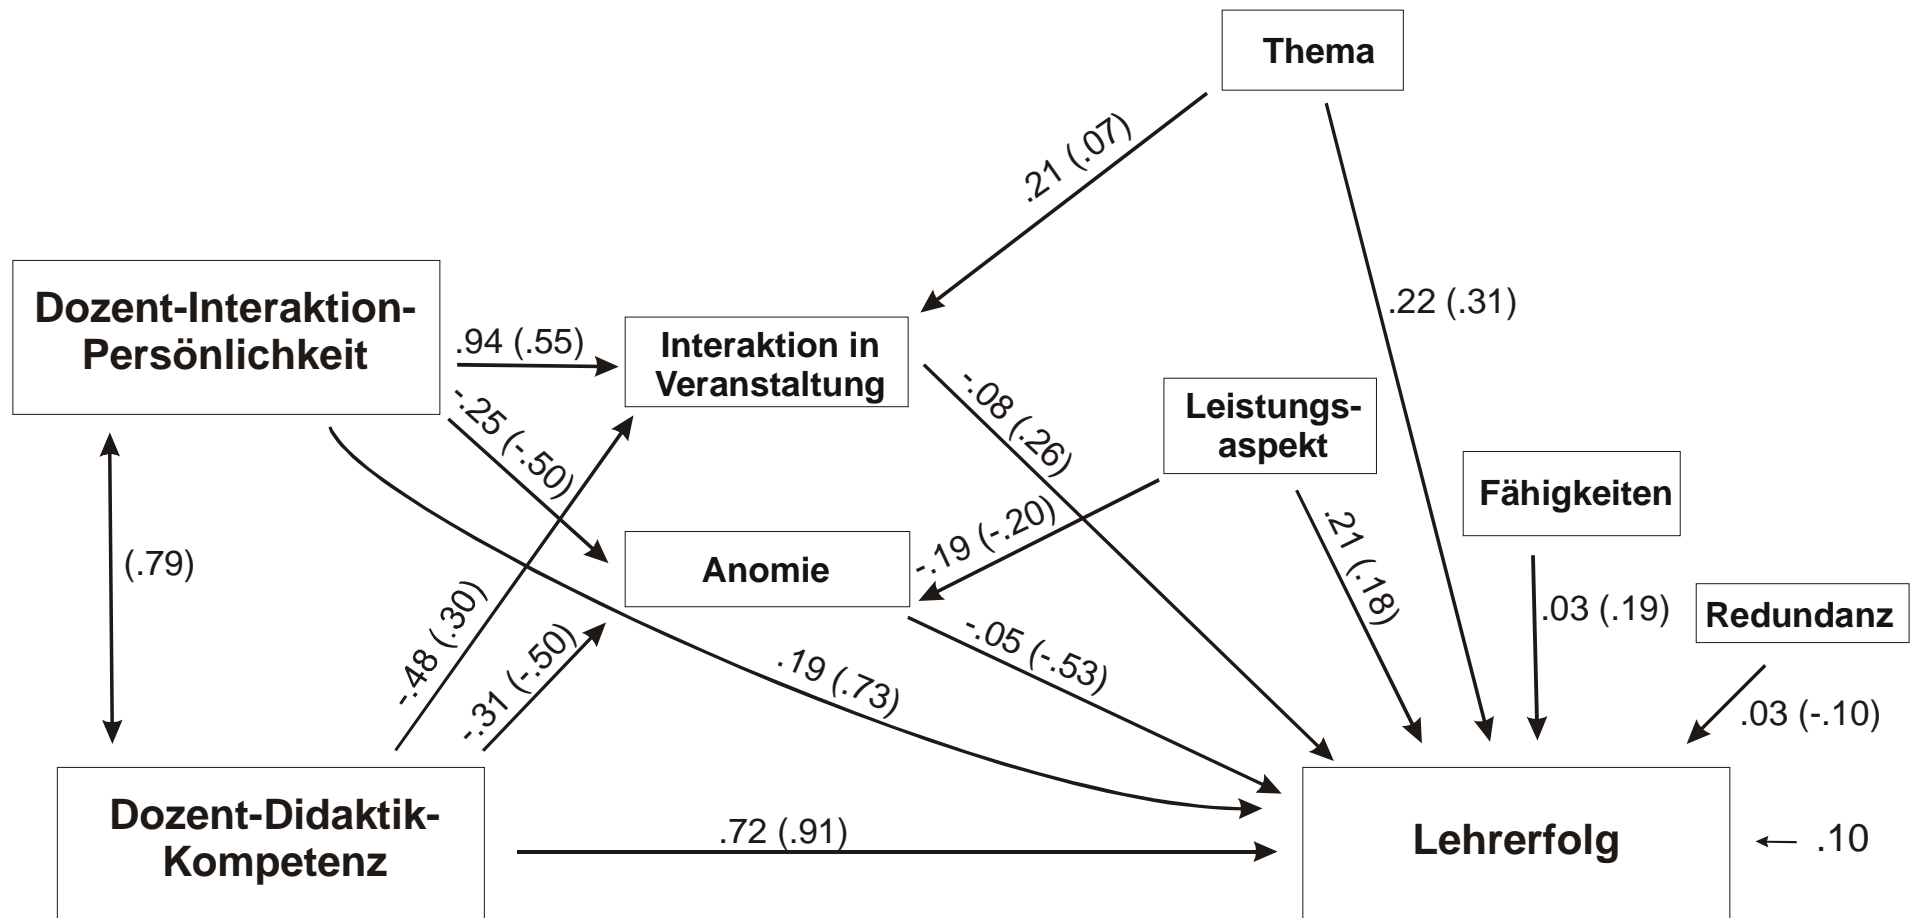 Thema
.21 (.07)
.22 (.31)
Dozent-Interaktion-
Persönlichkeit
.94 (.55)
Interaktion in
Veranstaltung
-.25 (-.50)
-.08 (.26)
Leistungs-
aspekt
Fähigkeiten
-.19 (-.20)
.21 (.18)
(.79)
Anomie
.03 (.19)
Redundanz
-.48 (.30)
-.31 (-.50)
.19 (.73)
-.05 (-.53)
.03 (-.10)
Dozent-Didaktik-
Kompetenz
.72 (.91)
Lehrerfolg
.10